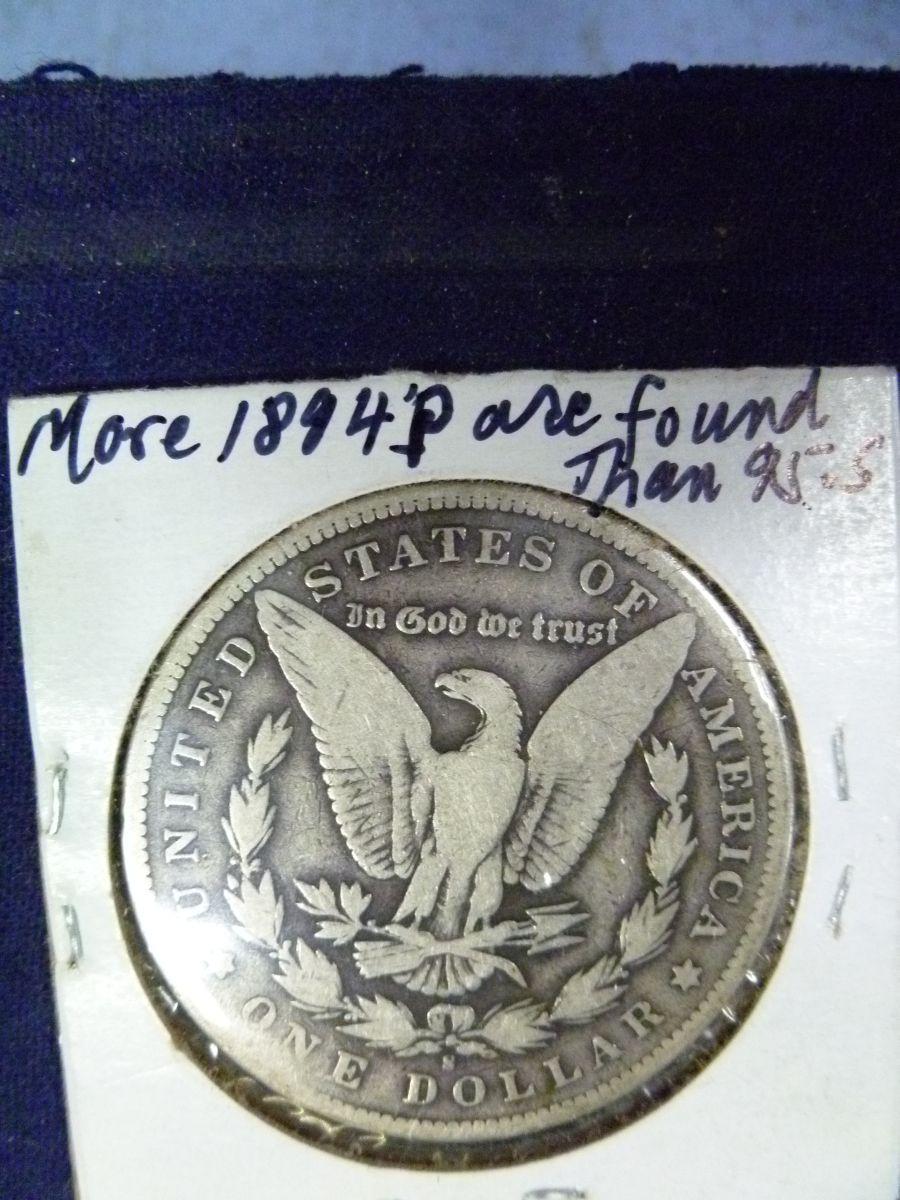 More 1894'P are found
Than 95-S
UNITED STATES OF AMERICA
In God we trust
S
ONE DOLLAR